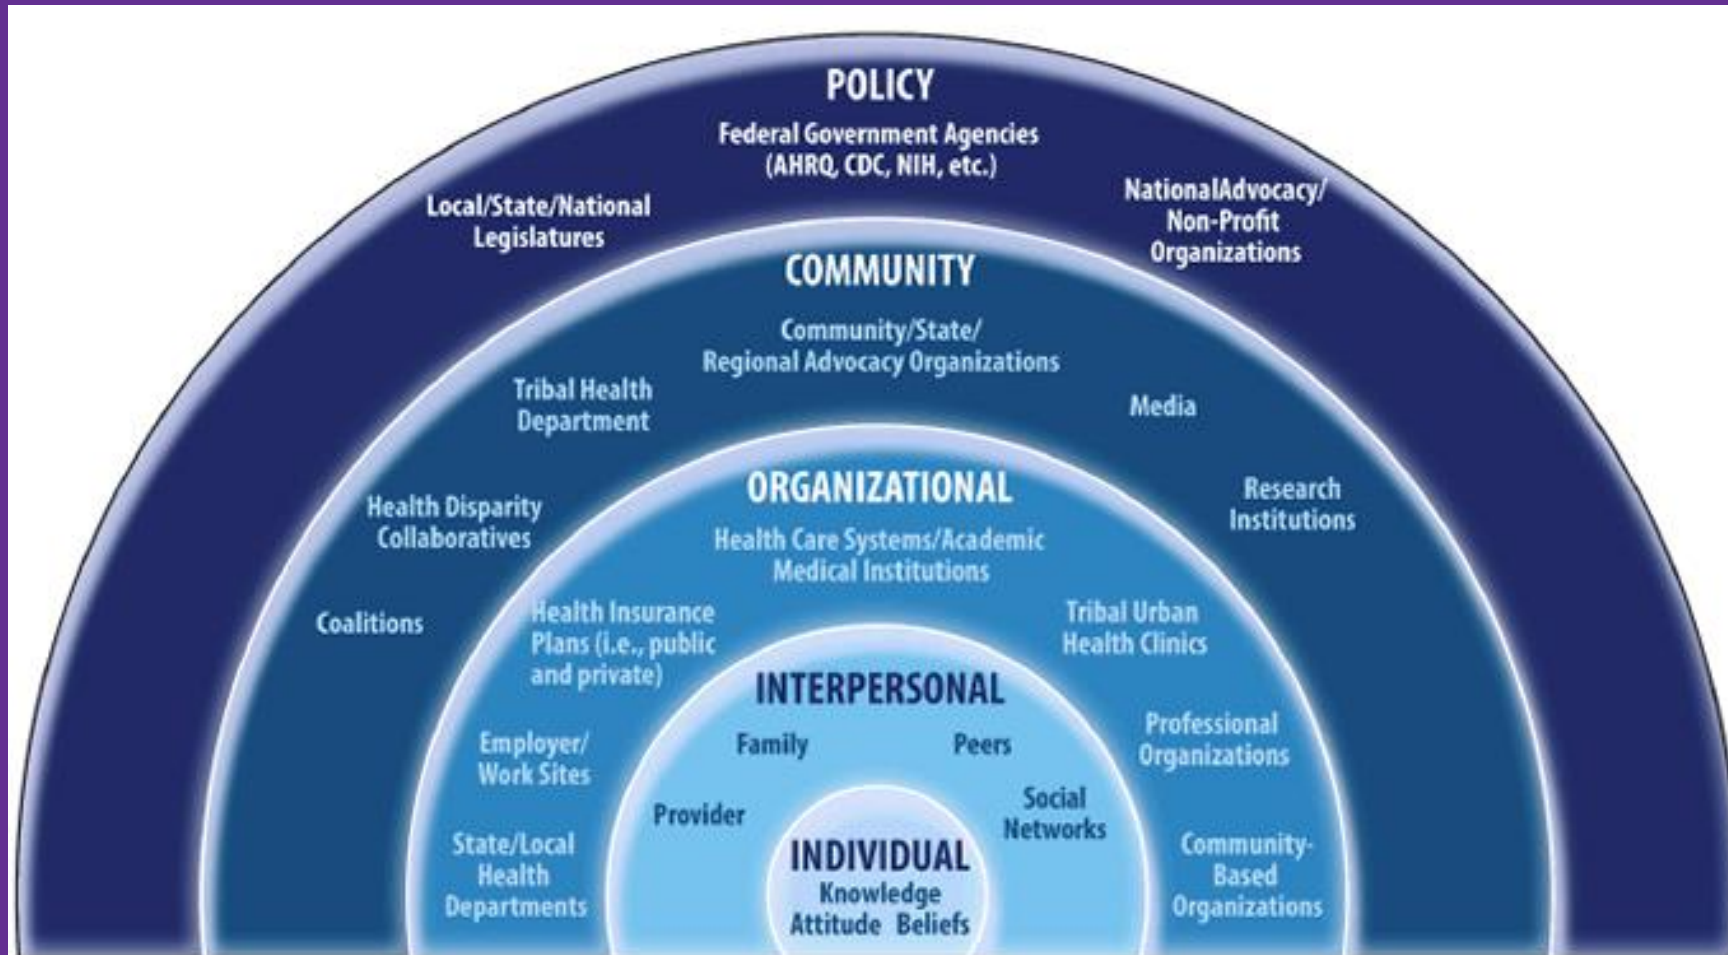 POLICY
Federal Government Agencies
(AHRQ, CDC, NIH, etc.)
Local/State/National
Legislatures
NationalAdvocacy/
Non-Profit
Organizations
COMMUNITY
Community/State/
Regional Advocacy Organizations
Tribal Health
Department
Media
Health Disparity
Collaboratives
Research
Institutions
Coalitions
ORGANIZATIONAL
Health Care Systems/Academic
Medical Institutions
Health Insurance
Plans (i.e., public
and private)
Tribal Urban
Health Clinics
Employer/
Work Sites
Professional
Organizations
State/Local
Health
Departments
Community-
Based
Organizations
INTERPERSONAL
Family
Peers
Provider
Social
Networks
INDIVIDUAL
Knowledge
Attitude Beliefs